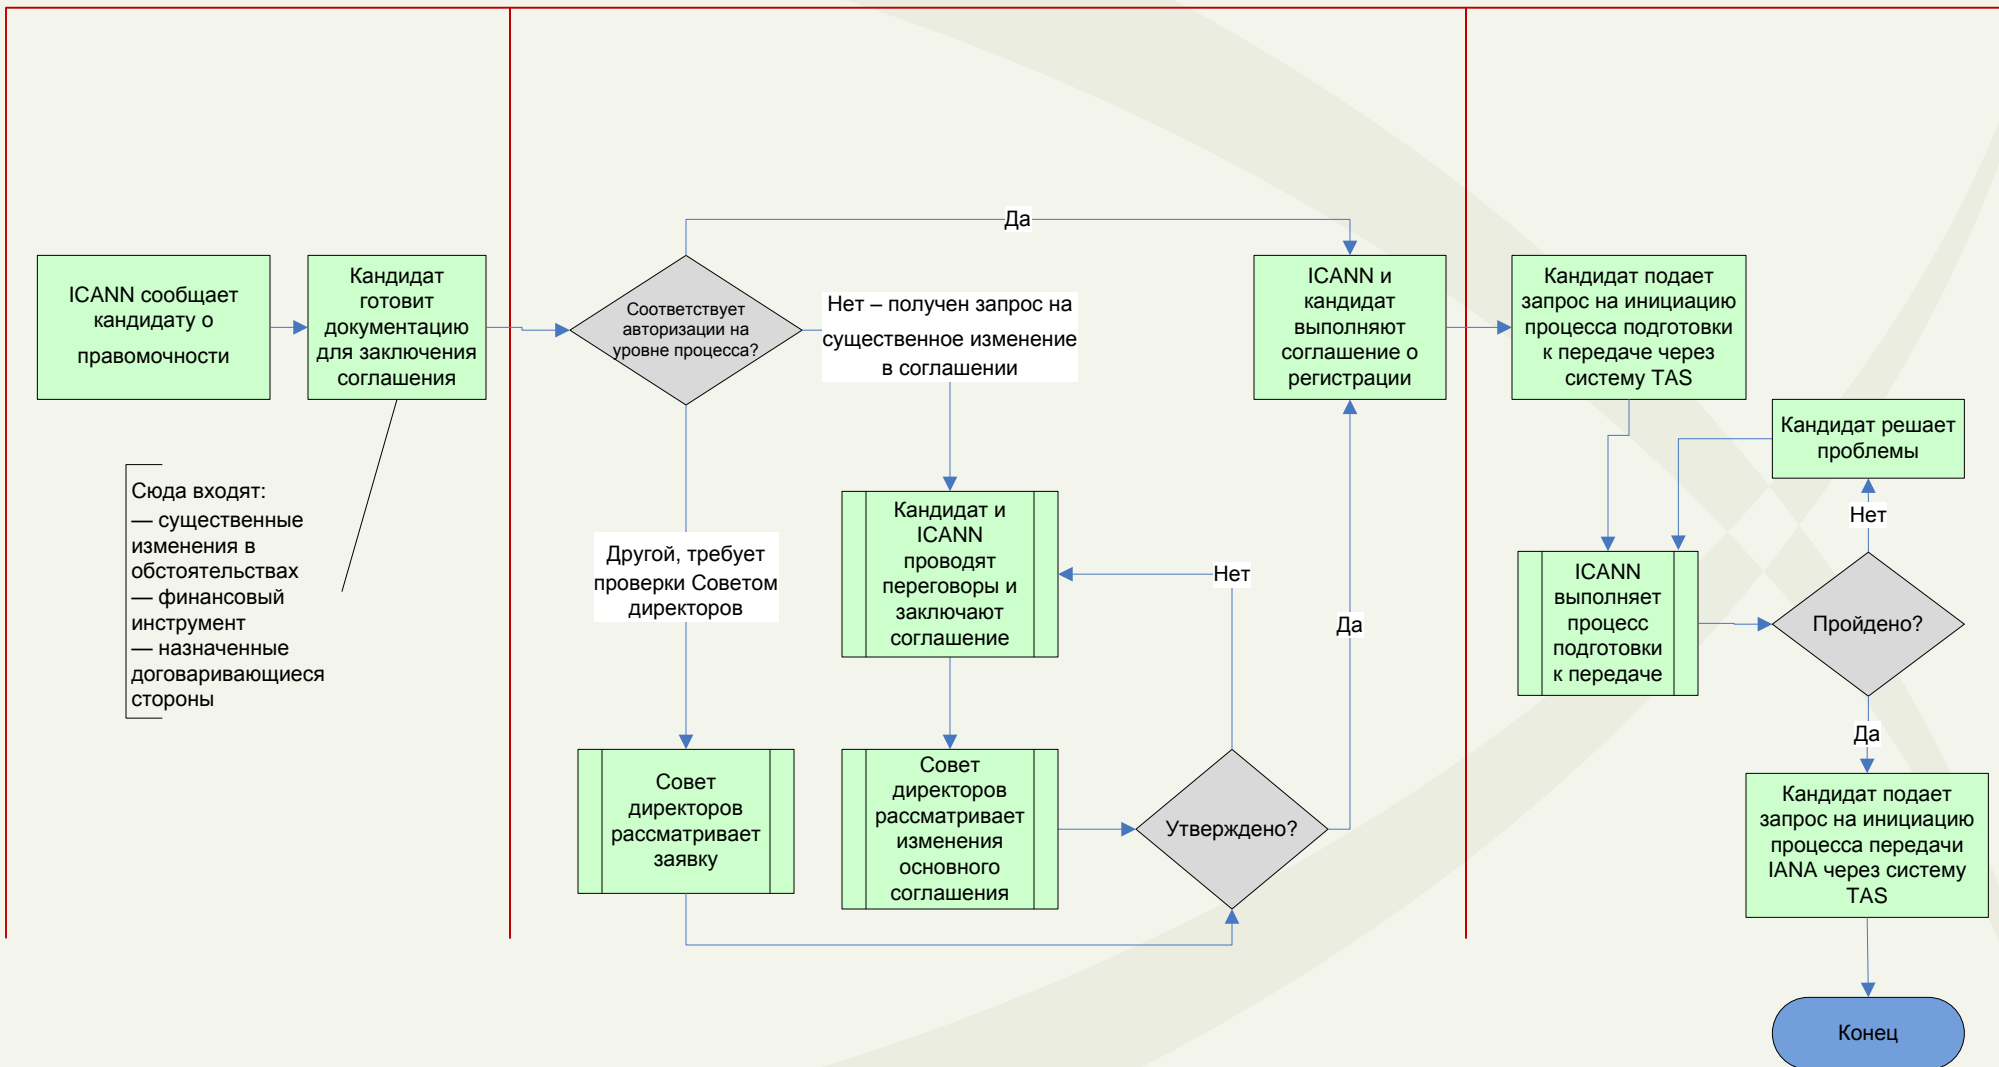 ICANN сообщает
кандидату о
правомочности
Кандидат
готовит
документацию
для заключения
соглашения
Сюда входят:
— существенные
изменения в
обстоятельствах
— финансовый
инструмент
— назначенные
договаривающиеся
стороны
Соответствует
авторизации на
уровне процесса?
Да
Нет – получен запрос на
существенное изменение
в соглашении
Другой, требует
проверки Советом
директоров
Совет
директоров
рассматривает
заявку
Кандидат и
ICANN
проводят
переговоры и
заключают
соглашение
Совет
директоров
рассматривает
изменения
основного
соглашения
Утверждено?
Нет
Да
ICANN и
кандидат
выполняют
соглашение о
регистрации
Кандидат подает
запрос на инициацию
процесса подготовки
к передаче через
систему TAS
ICANN
выполняет
процесс
подготовки
к передаче
Пройдено?
Нет
Кандидат решает
проблемы
Да
Кандидат подает
запрос на инициацию
процесса передачи
IANA через систему
TAS
Конец